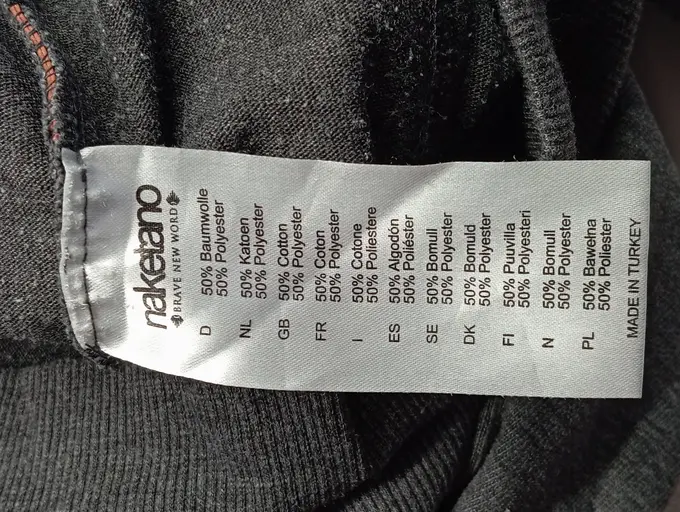 naketano
BRAVE NEW WORD
D 50% Baumwolle
50% Polyester
NL 50% Katoen
50% Polyester
GB 50% Cotton
50% Polyester
FR 50% Coton
50% Polyester
I 50% Cotone
50% Poliestere
ES 50% Algodón
50% Poliéster
SE 50% Bomull
50% Polyester
DK 50% Bomuld
50% Polyester
FI 50% Puuvilla
50% Polyesteri
N 50% Bomull
50% Polyester
PL 50% Bawełna
50% Poliester
MADE IN TURKEY